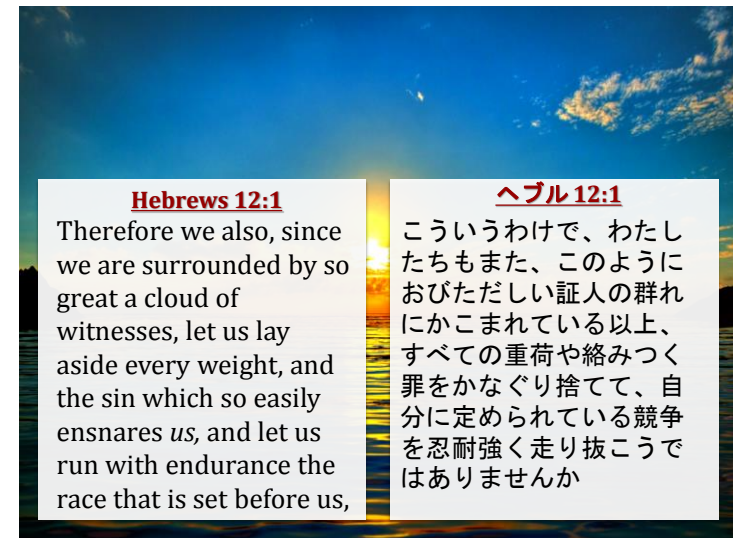 Hebrews 12:1
Therefore we also, since
we are surrounded by so
great a cloud of
witnesses, let us lay
aside every weight, and
the sin which so easily
ensnares us, and let us
run with endurance the
race that is set before us,
ヘブル 12:1
こういうわけで、わたし
たちもまた、このように
おびただしい証人の群れ
にかこまれている以上、
すべての重荷や絡みつく
罪をかなぐり捨てて、自
分に定められている競争
を忍耐強く走り抜こうで
はありませんか